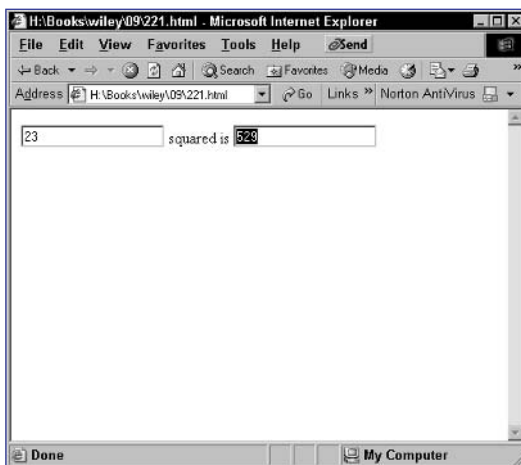 H:\Books\wiley\09\221.html - Microsoft Internet Explorer
File Edit View Favorites Tools Help Send
Back Search Favorites Media
Address H:\Books\wiley\09\221.html Go Links » Norton AntiVirus
23 squared is 529
Done My Computer